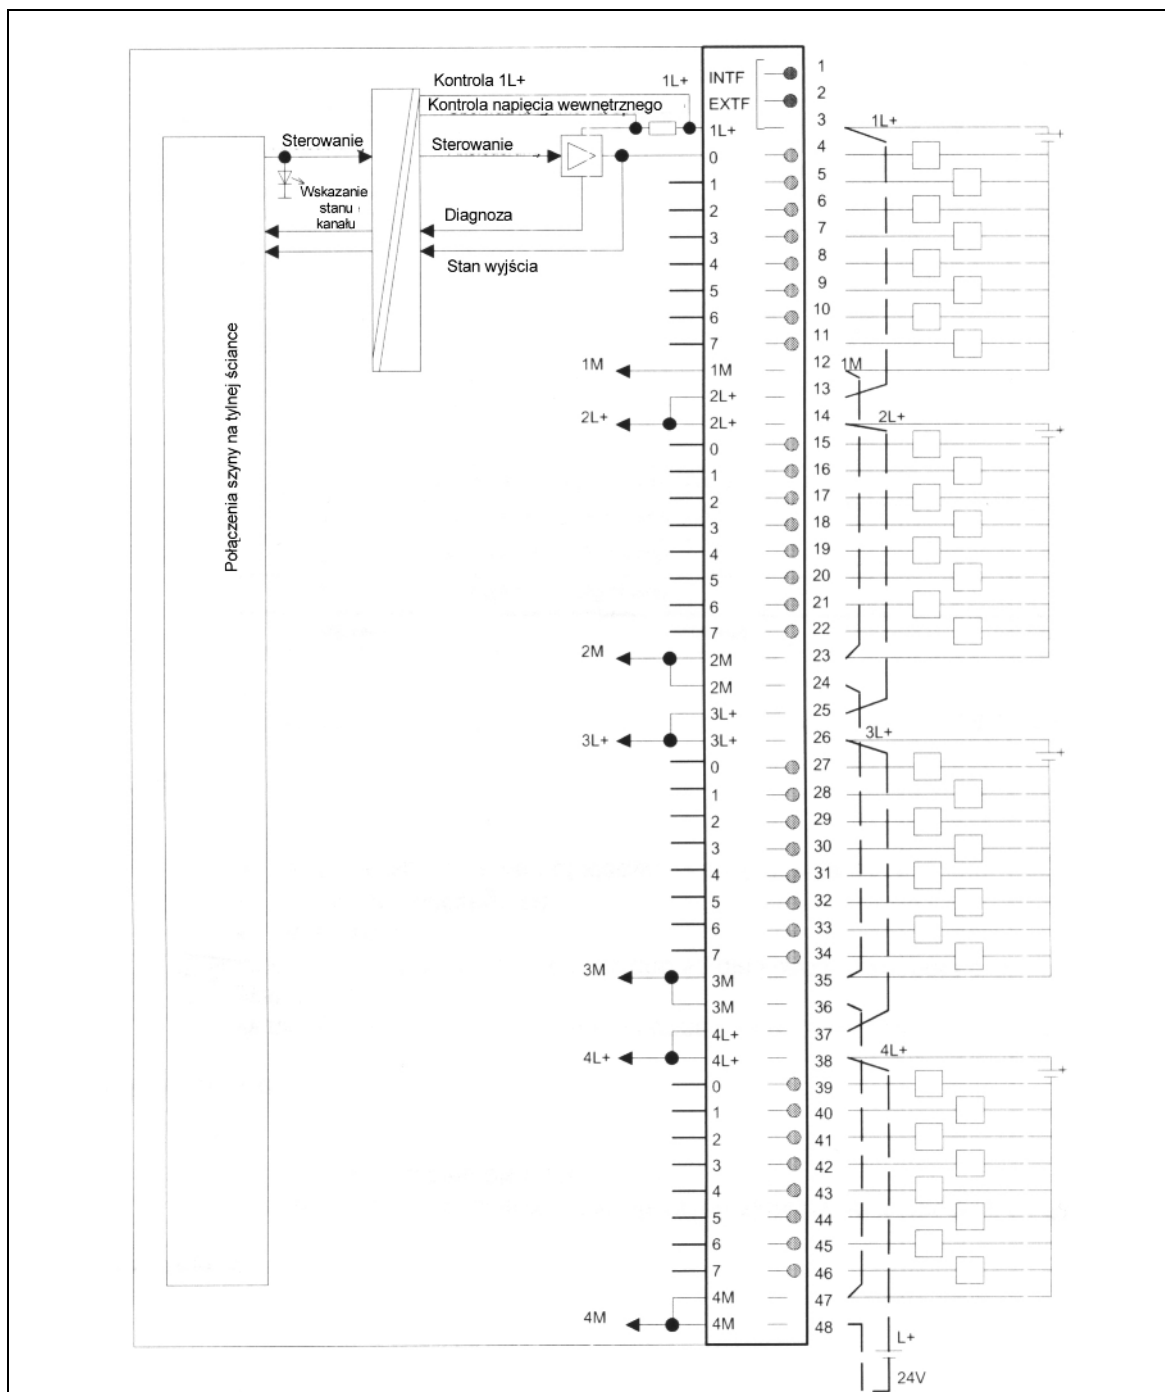 Kontrola 1L+
1L+
Kontrola napięcia wewnętrznego
Sterowanie
Sterowanie
Wskazanie
stanu
kanału
Diagnoza
Stan wyjścia
Połączenia szyny na tylnej ściance
1M
2L+
2M
3L+
3M
4L+
4M
INTF
EXTF
1L+
0
1
2
3
4
5
6
7
1M
2L+
2L+
0
1
2
3
4
5
6
7
2M
2M
3L+
3L+
0
1
2
3
4
5
6
7
3M
3M
4L+
4L+
0
1
2
3
4
5
6
7
4M
4M
1
2
3
4
5
6
7
8
9
10
11
12
13
14
15
16
17
18
19
20
21
22
23
24
25
26
27
28
29
30
31
32
33
34
35
36
37
38
39
40
41
42
43
44
45
46
47
48
1L+
+
1M
2L+
+
3L+
+
4L+
+
L+
24V